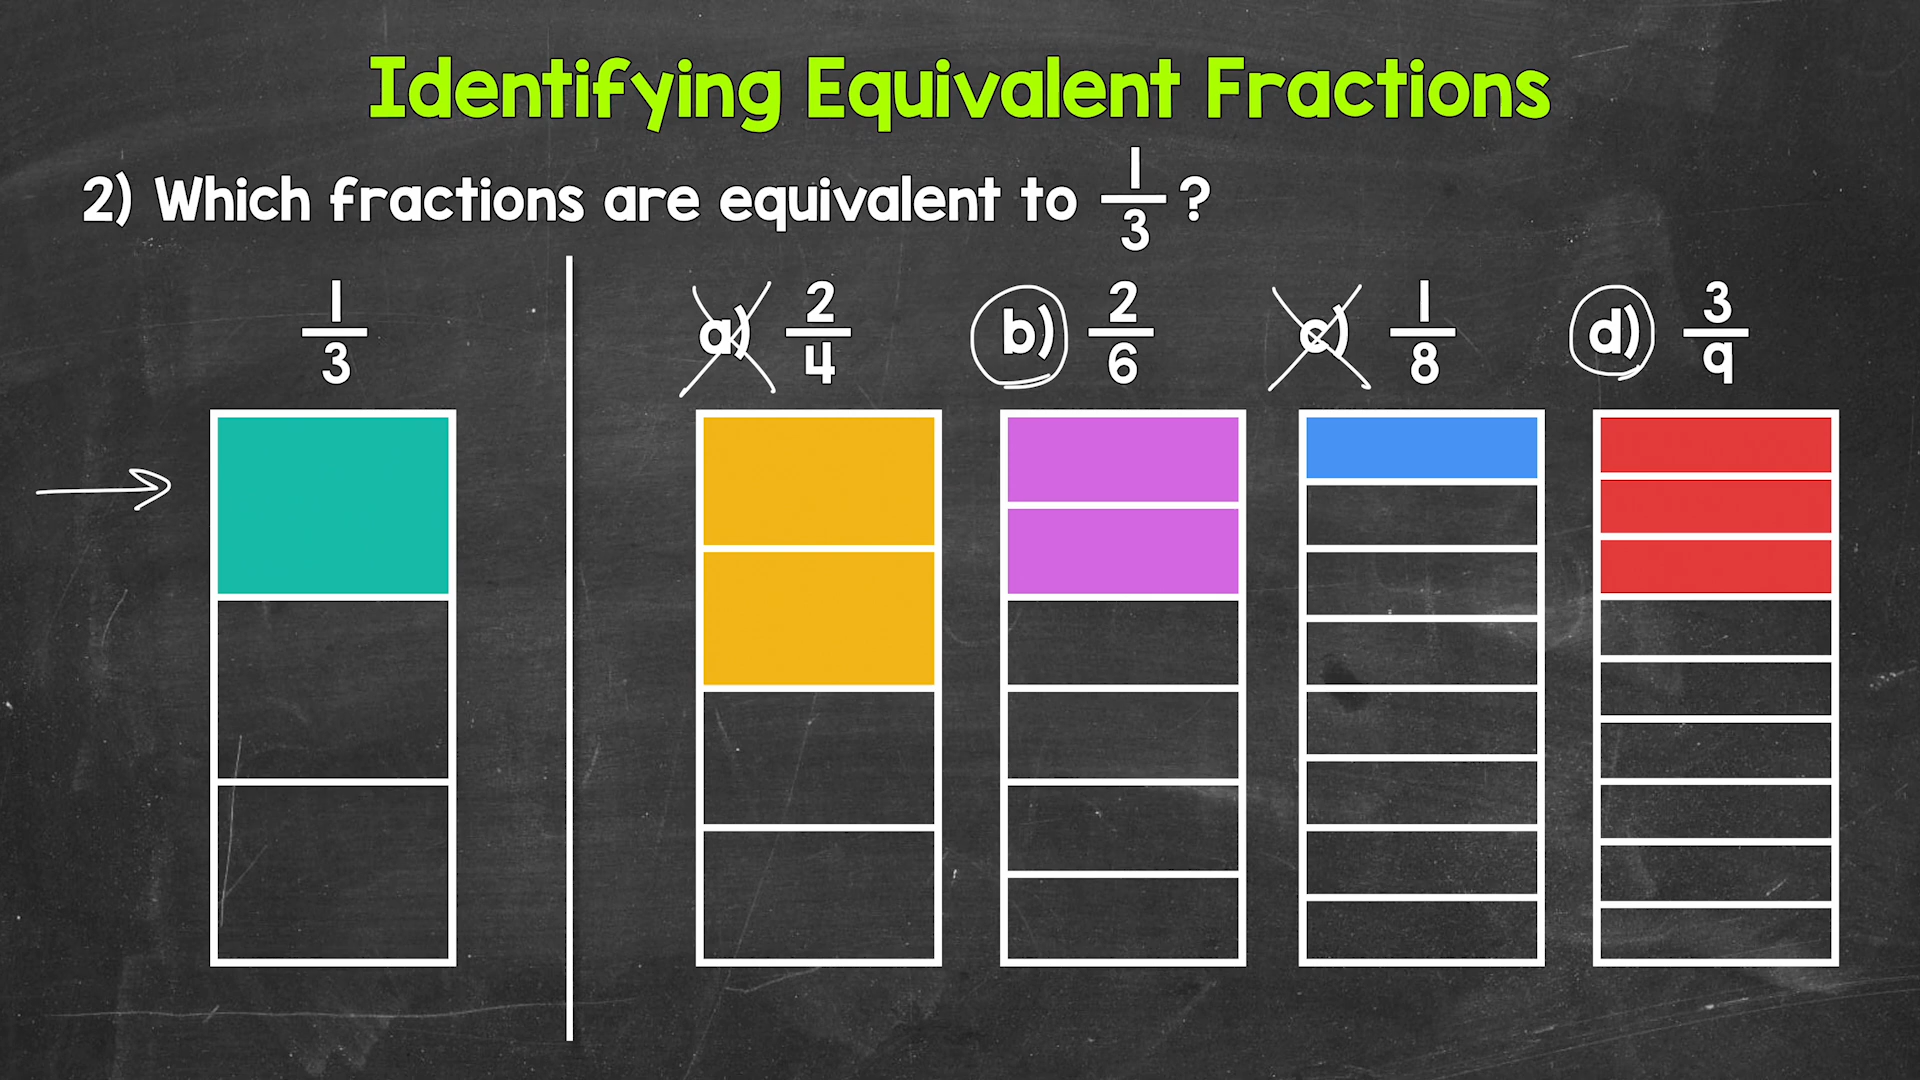 Identifying Equivalent Fractions
2) Which fractions are equivalent to 1/3?
1/3
a) 2/4
b) 2/6
c) 1/8
d) 3/9